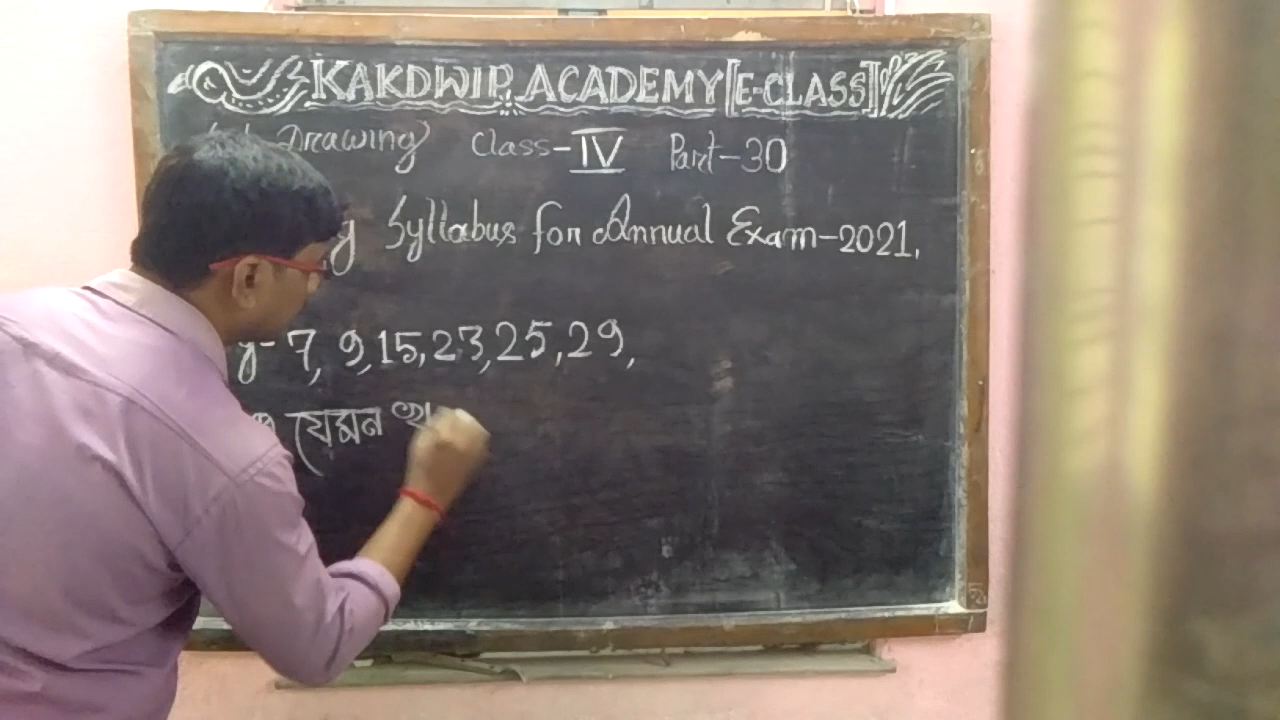 KAKDWIP ACADEMY [E-CLASS]
Drawing Class-IV Part-30
Syllabus for Annual Exam-2021.
7, 9, 15, 23, 25, 29,
যেমন